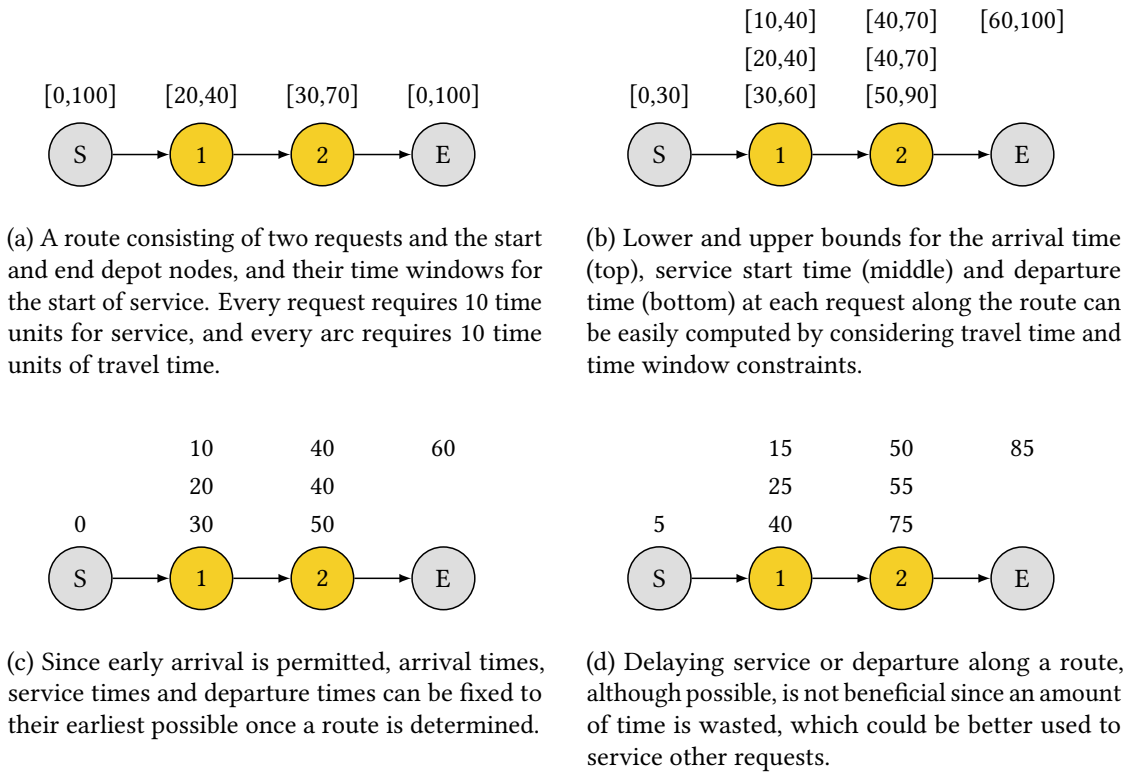 [10,40] [40,70] [60,100]
[20,40] [40,70]
[0,100] [20,40] [30,70] [0,100] [0,30] [30,60] [50,90]
S 1 2 E S 1 2 E
(a) A route consisting of two requests and the start
and end depot nodes, and their time windows for
the start of service. Every request requires 10 time
units for service, and every arc requires 10 time
units of travel time.
(b) Lower and upper bounds for the arrival time
(top), service start time (middle) and departure
time (bottom) at each request along the route can
be easily computed by considering travel time and
time window constraints.
10 40 60
20 40
0 30 50
S 1 2 E
(c) Since early arrival is permitted, arrival times,
service times and departure times can be fixed to
their earliest possible once a route is determined.
15 50 85
25 55
5 40 75
S 1 2 E
(d) Delaying service or departure along a route,
although possible, is not beneficial since an amount
of time is wasted, which could be better used to
service other requests.